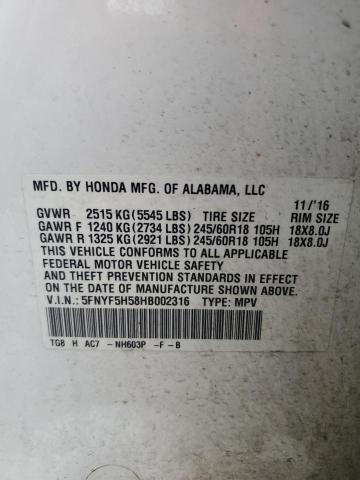 MFD. BY HONDA MFG. OF ALABAMA, LLC 11/'16
GVWR 2515 KG (5545 LBS) TIRE SIZE RIM SIZE
GAWR F 1240 KG (2734 LBS) 245/60R18 105H 18X8.0J
GAWR R 1325 KG (2921 LBS) 245/60R18 105H 18X8.0J
THIS VEHICLE CONFORMS TO ALL APPLICABLE
FEDERAL MOTOR VEHICLE SAFETY
AND THEFT PREVENTION STANDARDS IN EFFECT
ON THE DATE OF MANUFACTURE SHOWN ABOVE.
V.I.N.: 5FNYF5H58HB002316 TYPE: MPV
TG8 H AC7 -NH603P -F-B